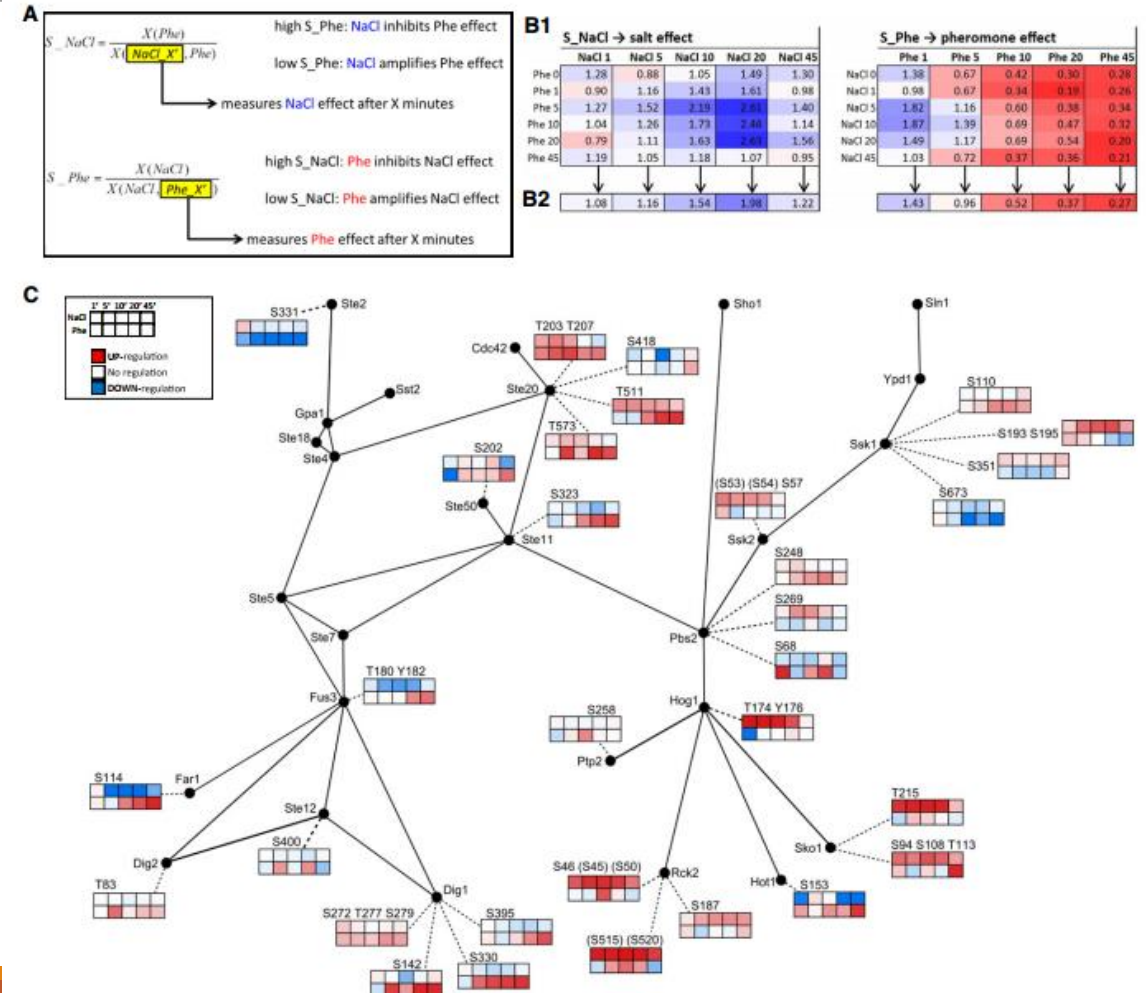 A
S_NaCl = X(Phe) / X(NaCl_X', Phe)
high S_Phe: NaCl inhibits Phe effect
low S_Phe: NaCl amplifies Phe effect
measures NaCl effect after X minutes
S_Phe = X(NaCl) / X(NaCl, Phe_X')
high S_NaCl: Phe inhibits NaCl effect
low S_NaCl: Phe amplifies NaCl effect
measures Phe effect after X minutes
B1
S_NaCl → salt effect
NaCl 1 NaCl 5 NaCl 10 NaCl 20 NaCl 45
Phe 0 1.28 0.88 1.05 1.49 1.30
Phe 1 0.90 1.16 1.43 1.61 0.98
Phe 5 1.27 1.52 2.19 2.81 1.40
Phe 10 1.04 1.26 1.73 2.48 1.14
Phe 20 0.79 1.11 1.63 2.63 1.56
Phe 45 1.19 1.05 1.18 1.07 0.95
B2
1.08 1.16 1.54 1.98 1.22
S_Phe → pheromone effect
Phe 1 Phe 5 Phe 10 Phe 20 Phe 45
NaCl 0 1.38 0.67 0.42 0.30 0.28
NaCl 1 0.98 0.67 0.34 0.19 0.26
NaCl 5 1.82 1.16 0.60 0.38 0.34
NaCl 10 1.87 1.39 0.69 0.47 0.32
NaCl 20 1.49 1.17 0.69 0.54 0.20
NaCl 45 1.03 0.72 0.37 0.36 0.21
1.43 0.96 0.52 0.37 0.27
C
1' 5' 10' 20' 45'
NaCl
Phe
UP-regulation
No regulation
DOWN-regulation
S331
Ste2
Sho1
Sln1
T203 T207
Cdc42
S418
Ypd1
Sst2
Ste20
S110
T511
Gpa1
T573
Ste18
Ssk1
S193 S195
Ste4
S202
S351
(S53) (S54) S57
S673
Ste50
S323
Ste11
Ssk2
S248
Ste5
S269
Ste7
Pbs2
S68
T180 Y182
Fus3
Hog1
T174 Y176
S258
Ptp2
S114
Far1
T215
Ste12
S400
Sko1
S94 S108 T113
Dig2
S46 (S45) (S50)
Rck2
Hot1
T83
S153
Dig1
S272 T277 S279
S395
S187
(S515) (S520)
S142
S330